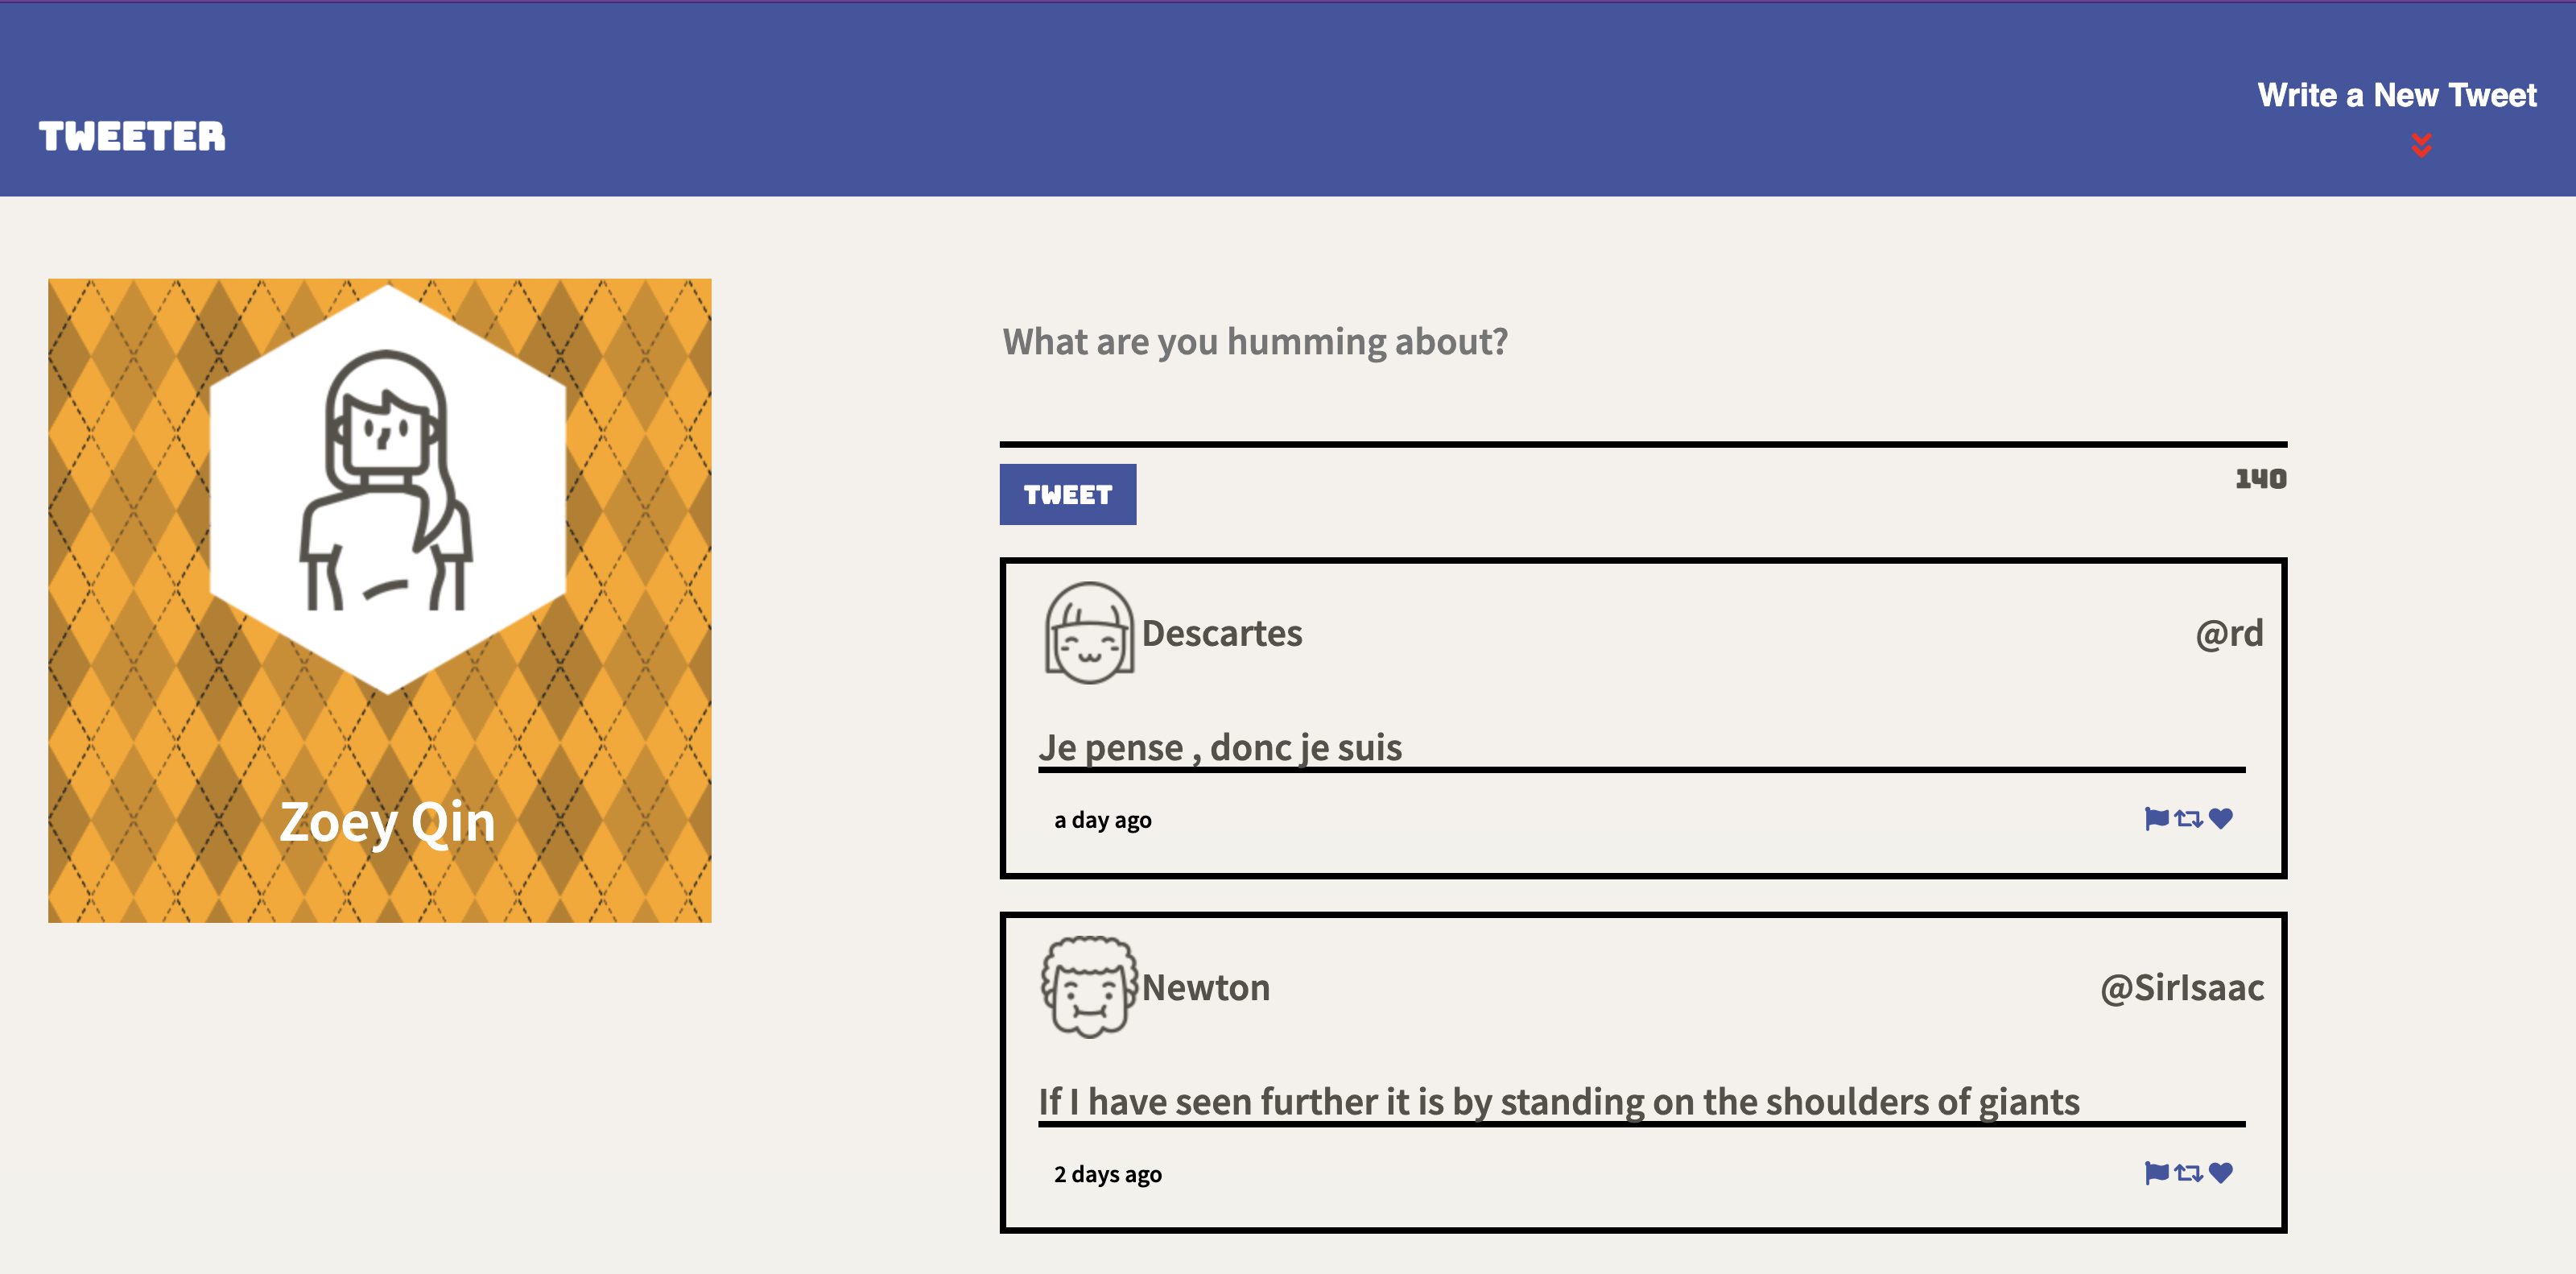 TWEETER
Write a New Tweet
Zoey Qin
What are you humming about?
TWEET
140
Descartes
@rd
Je pense , donc je suis
a day ago
Newton
@SirIsaac
If I have seen further it is by standing on the shoulders of giants
2 days ago